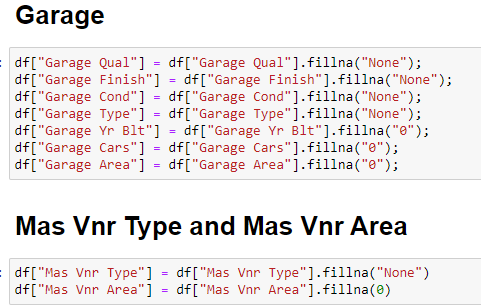 Garage
: df["Garage Qual"] = df["Garage Qual"].fillna("None");
df["Garage Finish"] = df["Garage Finish"].fillna("None");
df["Garage Cond"] = df["Garage Cond"].fillna("None");
df["Garage Type"] = df["Garage Type"].fillna("None");
df["Garage Yr Blt"] = df["Garage Yr Blt"].fillna("0");
df["Garage Cars"] = df["Garage Cars"].fillna("0");
df["Garage Area"] = df["Garage Area"].fillna("0");
Mas Vnr Type and Mas Vnr Area
: df["Mas Vnr Type"] = df["Mas Vnr Type"].fillna("None")
df["Mas Vnr Area"] = df["Mas Vnr Area"].fillna(0)